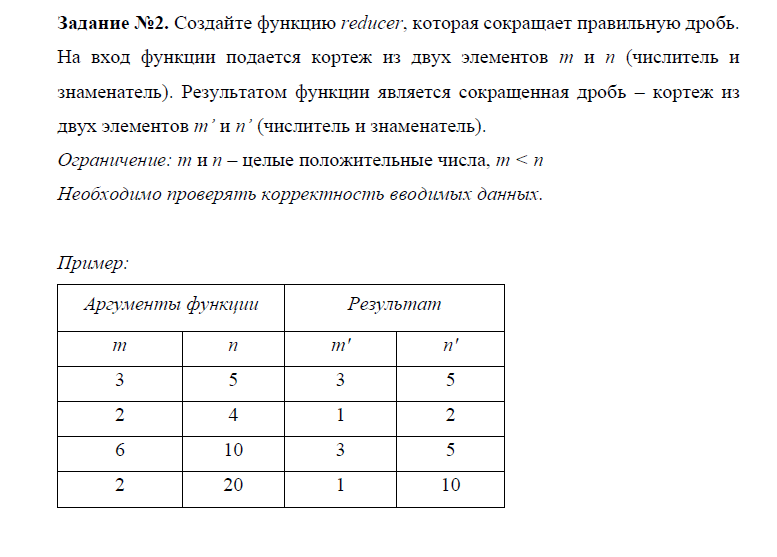 Задание №2. Создайте функцию reducer, которая сокращает правильную дробь.
На вход функции подается кортеж из двух элементов m и n (числитель и
знаменатель). Результатом функции является сокращенная дробь – кортеж из
двух элементов m’ и n’ (числитель и знаменатель).
Ограничение: m и n – целые положительные числа, m < n
Необходимо проверять корректность вводимых данных.
Пример:
Аргументы функции Результат
m n m' n'
3 5 3 5
2 4 1 2
6 10 3 5
2 20 1 10